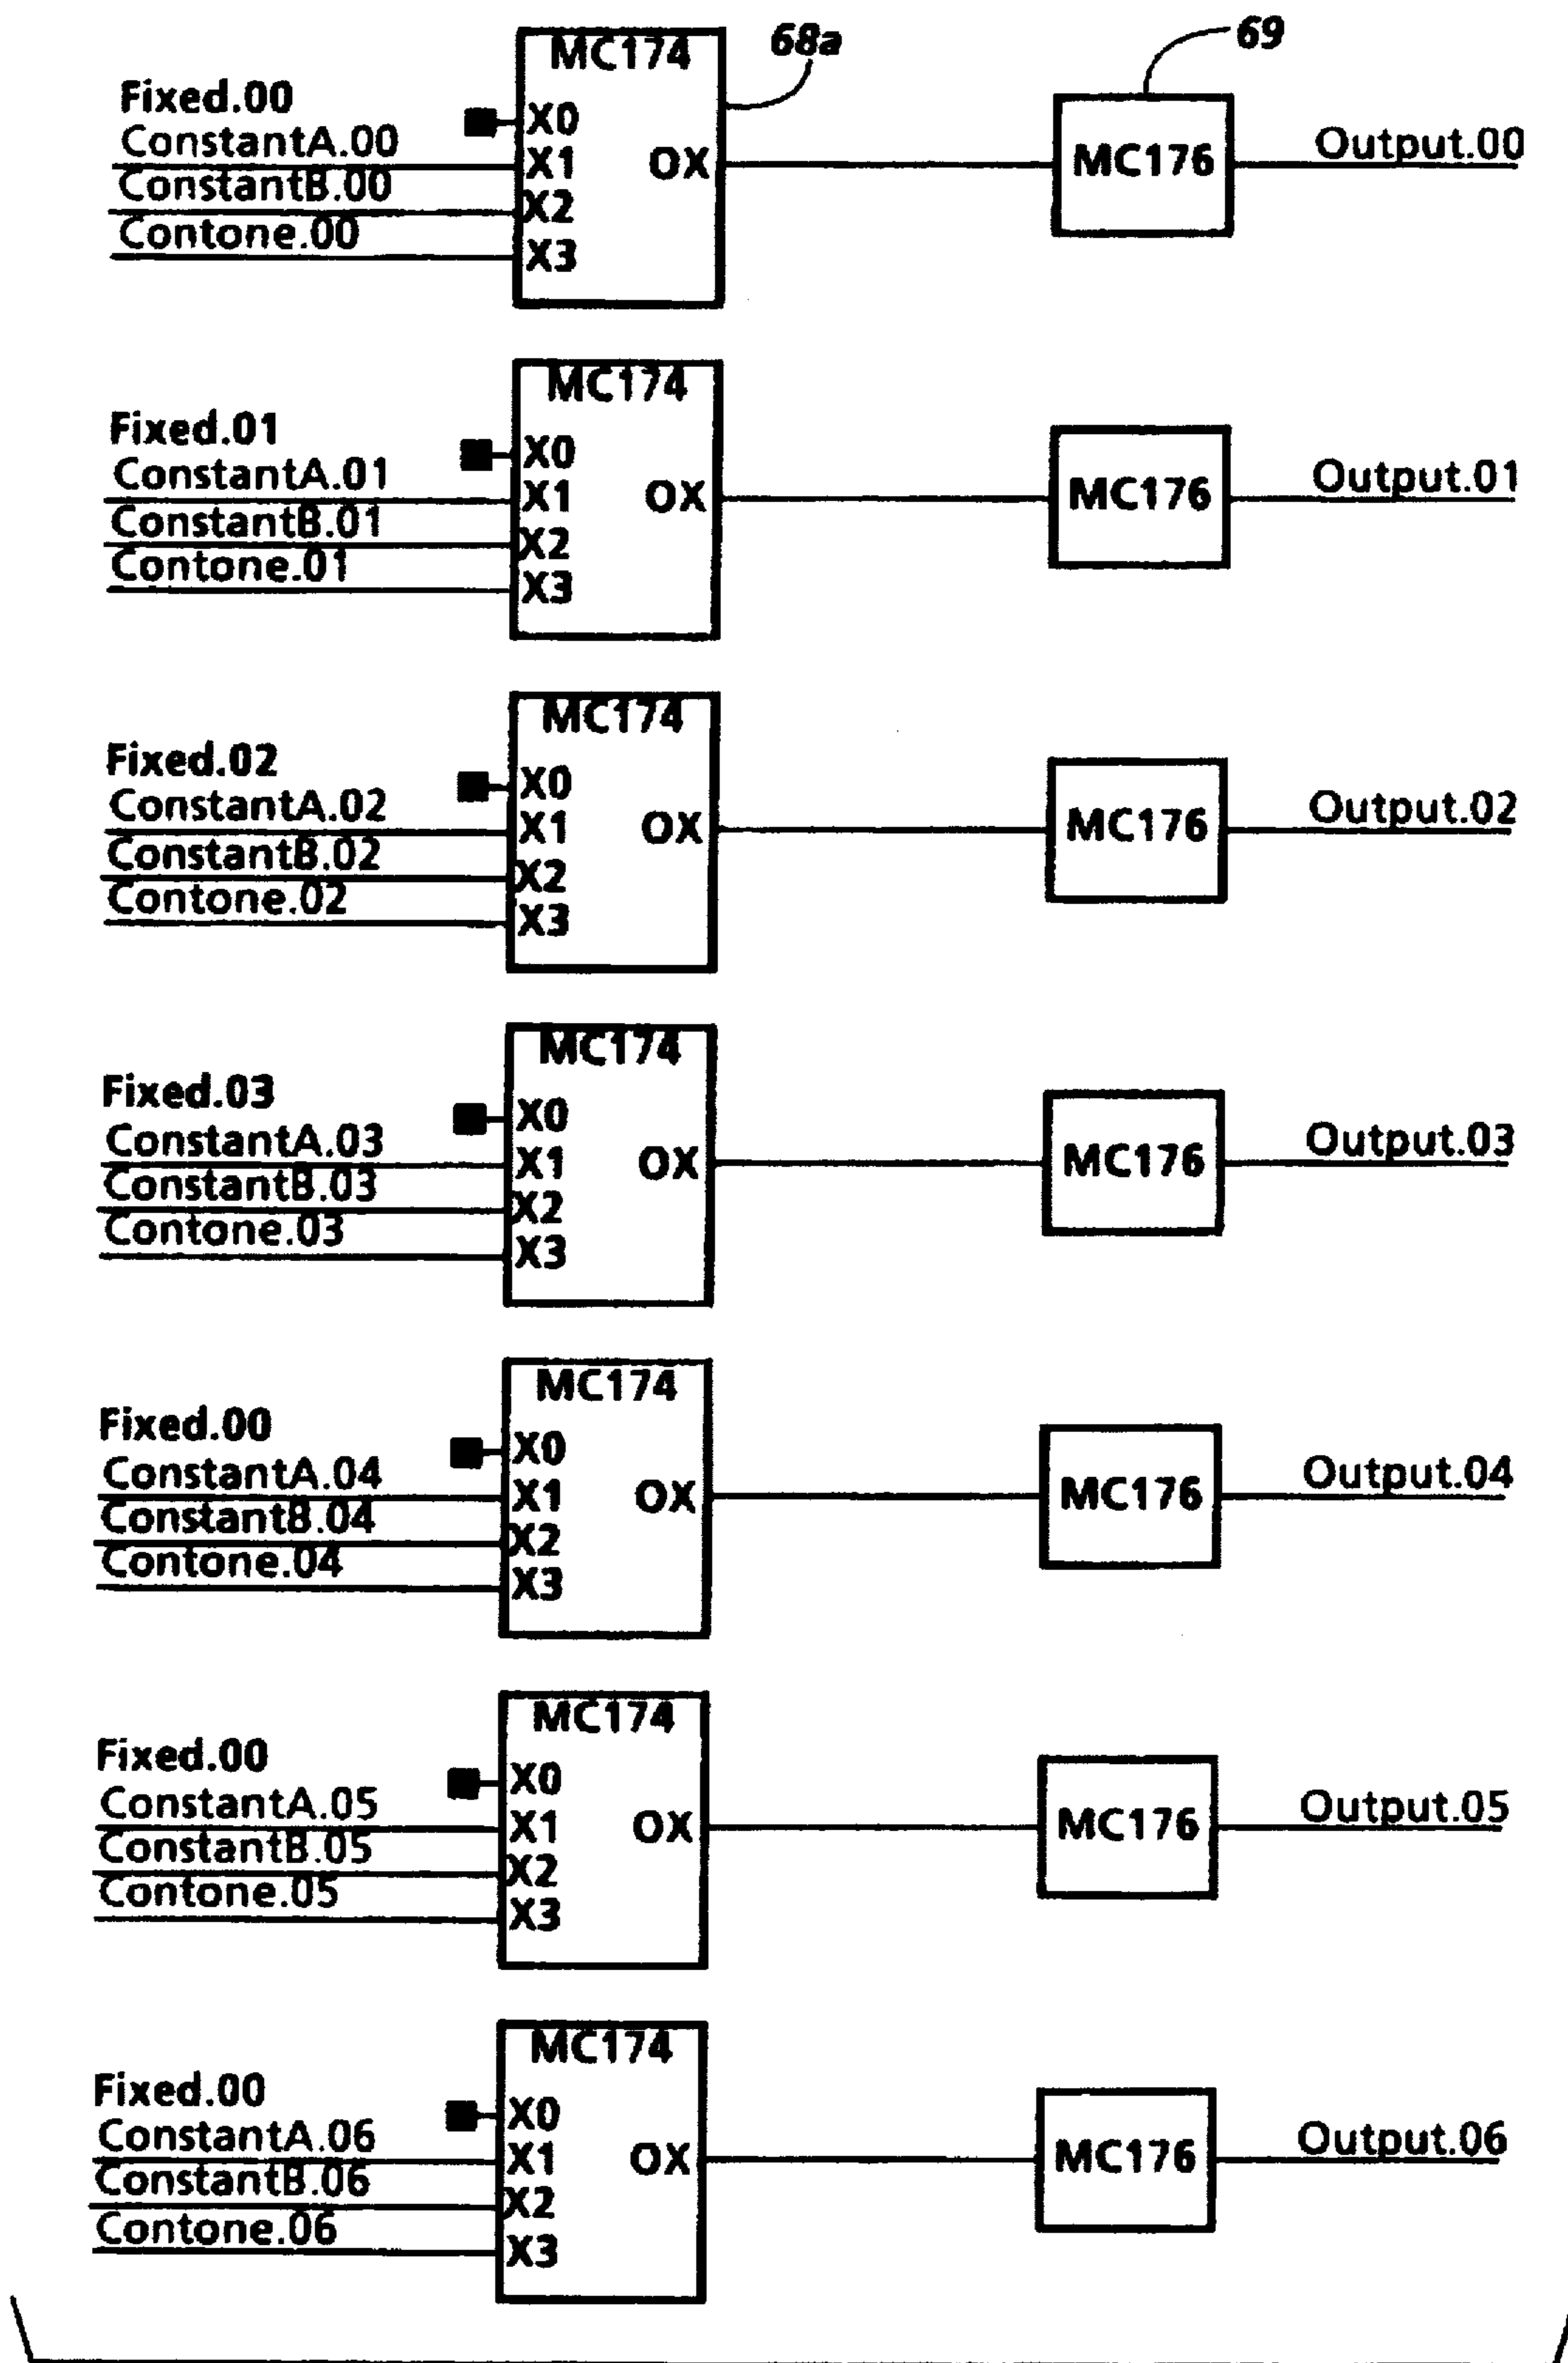 MC174
68a
69
Fixed.00
X0
ConstantA.00
X1
OX
MC176
Output.00
ConstantB.00
X2
Contone.00
X3
MC174
Fixed.01
X0
ConstantA.01
X1
OX
MC176
Output.01
ConstantB.01
X2
Contone.01
X3
MC174
Fixed.02
X0
ConstantA.02
X1
OX
MC176
Output.02
ConstantB.02
X2
Contone.02
X3
MC174
Fixed.03
X0
ConstantA.03
X1
OX
MC176
Output.03
ConstantB.03
X2
Contone.03
X3
MC174
Fixed.00
X0
ConstantA.04
X1
OX
MC176
Output.04
ConstantB.04
X2
Contone.04
X3
MC174
Fixed.00
X0
ConstantA.05
X1
OX
MC176
Output.05
ConstantB.05
X2
Contone.05
X3
MC174
Fixed.00
X0
ConstantA.06
X1
OX
MC176
Output.06
ConstantB.06
X2
Contone.06
X3